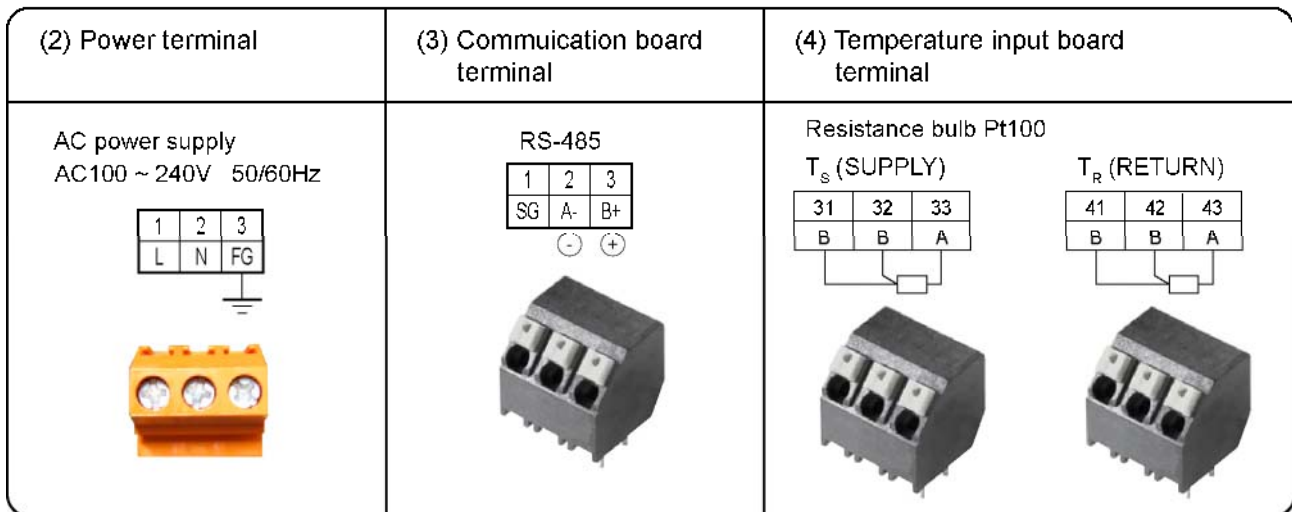 (2) Power terminal
(3) Commuication board
terminal
(4) Temperature input board
terminal
AC power supply
AC100 ~ 240V 50/60Hz
1 2 3
L N FG
RS-485
1 2 3
SG A- B+
- +
Resistance bulb Pt100
TS (SUPPLY)
31 32 33
B B A
TR (RETURN)
41 42 43
B B A